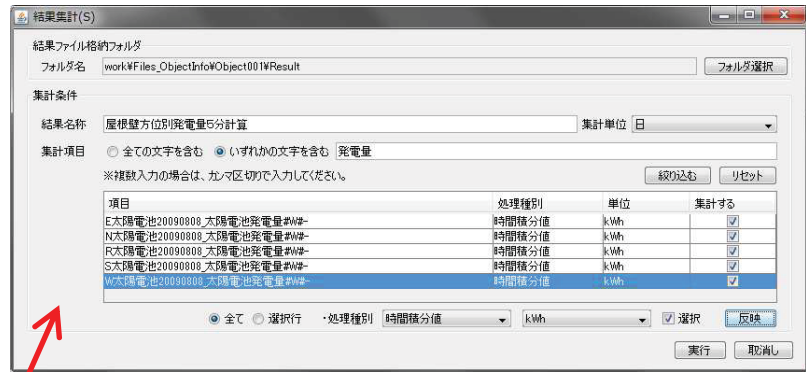 結果集計(S)
結果ファイル格納フォルダ
フォルダ名 work¥Files_ObjectInfo¥Object001¥Result フォルダ選択
集計条件
結果名称 屋根壁方位別発電量5分計算 集計単位 日
集計項目 全ての文字を含む いずれかの文字を含む 発電量
※複数入力の場合は、カンマ区切りで入力してください。 絞り込む リセット
項目 処理種別 単位 集計する
E太陽電池20090808_太陽電池発電量#W#- 時間積分値 kWh
N太陽電池20090808_太陽電池発電量#W#- 時間積分値 kWh
R太陽電池20090808_太陽電池発電量#W#- 時間積分値 kWh
S太陽電池20090808_太陽電池発電量#W#- 時間積分値 kWh
W太陽電池20090808_太陽電池発電量#W#- 時間積分値 kWh
全て 選択行 ・処理種別 時間積分値 kWh 選択 反映
実行 取消し